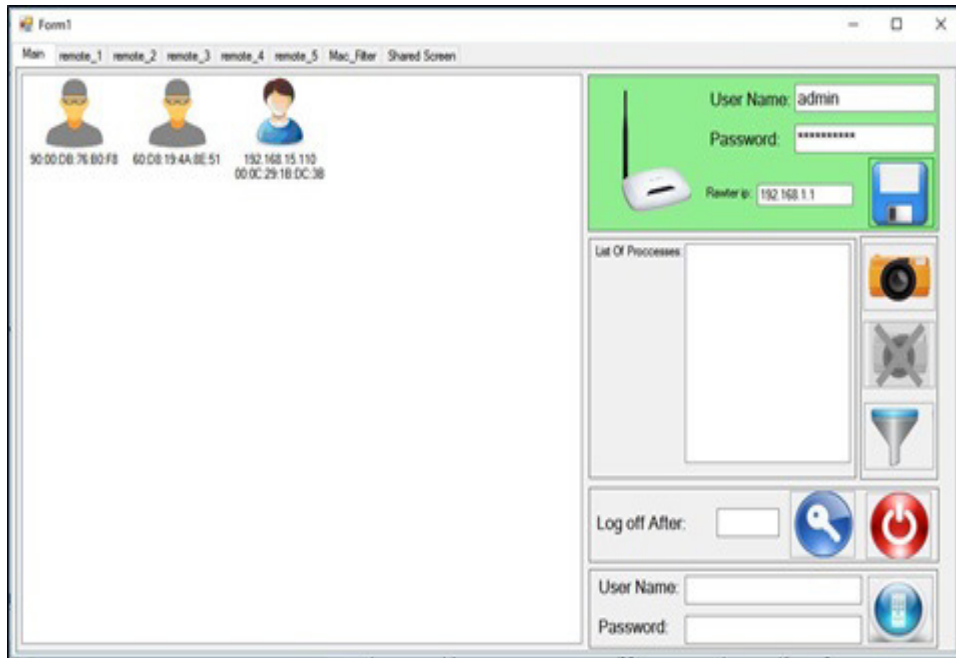 Form1
Main remote_1 remote_2 remote_3 remote_4 remote_5 Mac_Filter Shared Screen
90:00:DB:76:B0:F8
60:D8:19:4A:8E:51
192.168.15.110
00:0C:29:18:DC:3B
User Name: admin
Password: **********
Rawter ip: 192.168.1.1
List Of Proccesses:
Log off After:
User Name:
Password: